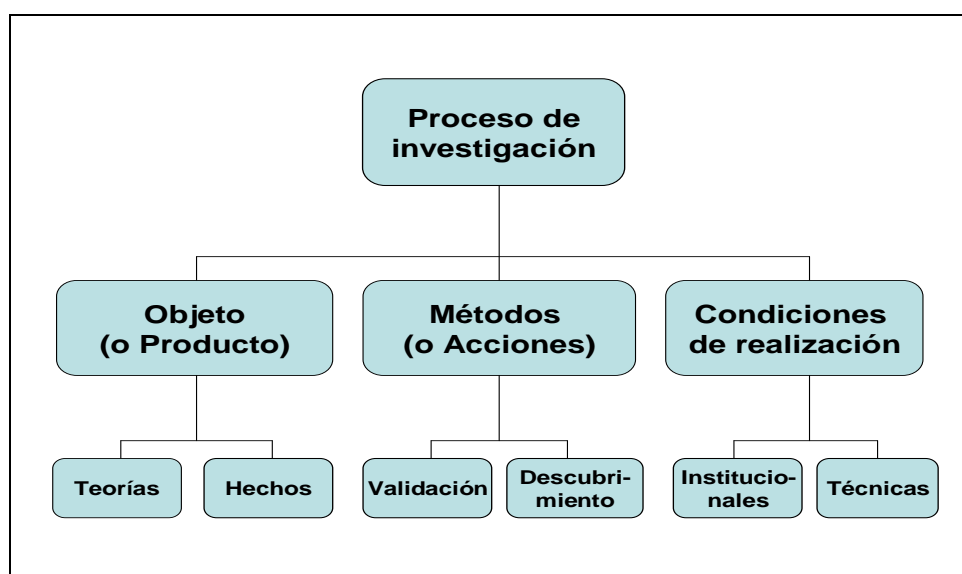 Proceso de
investigación
Objeto
(o Producto)
Métodos
(o Acciones)
Condiciones
de realización
Teorías
Hechos
Validación
Descubri-
miento
Institucio-
nales
Técnicas